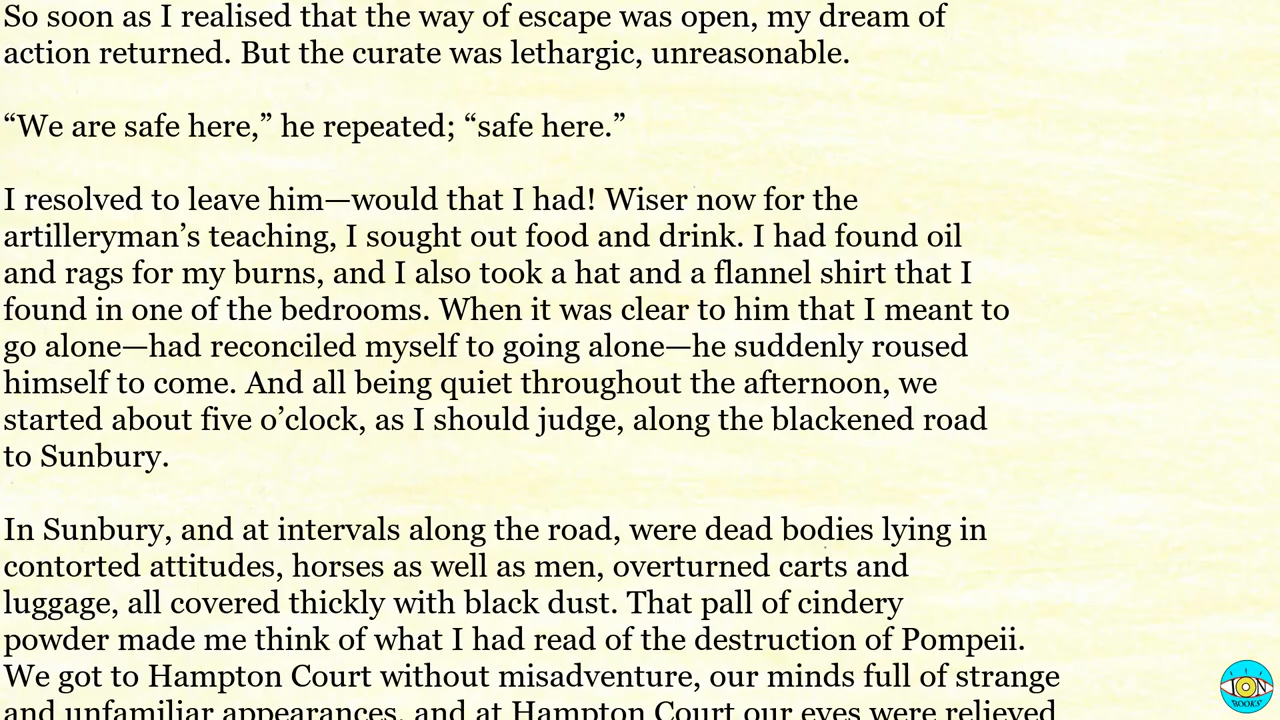 So soon as I realised that the way of escape was open, my dream of
action returned. But the curate was lethargic, unreasonable.
“We are safe here,” he repeated; “safe here.”
I resolved to leave him—would that I had! Wiser now for the
artilleryman’s teaching, I sought out food and drink. I had found oil
and rags for my burns, and I also took a hat and a flannel shirt that I
found in one of the bedrooms. When it was clear to him that I meant to
go alone—had reconciled myself to going alone—he suddenly roused
himself to come. And all being quiet throughout the afternoon, we
started about five o’clock, as I should judge, along the blackened road
to Sunbury.
In Sunbury, and at intervals along the road, were dead bodies lying in
contorted attitudes, horses as well as men, overturned carts and
luggage, all covered thickly with black dust. That pall of cindery
powder made me think of what I had read of the destruction of Pompeii.
We got to Hampton Court without misadventure, our minds full of strange
and unfamiliar appearances, and at Hampton Court our eyes were relieved
ION
BOOKS